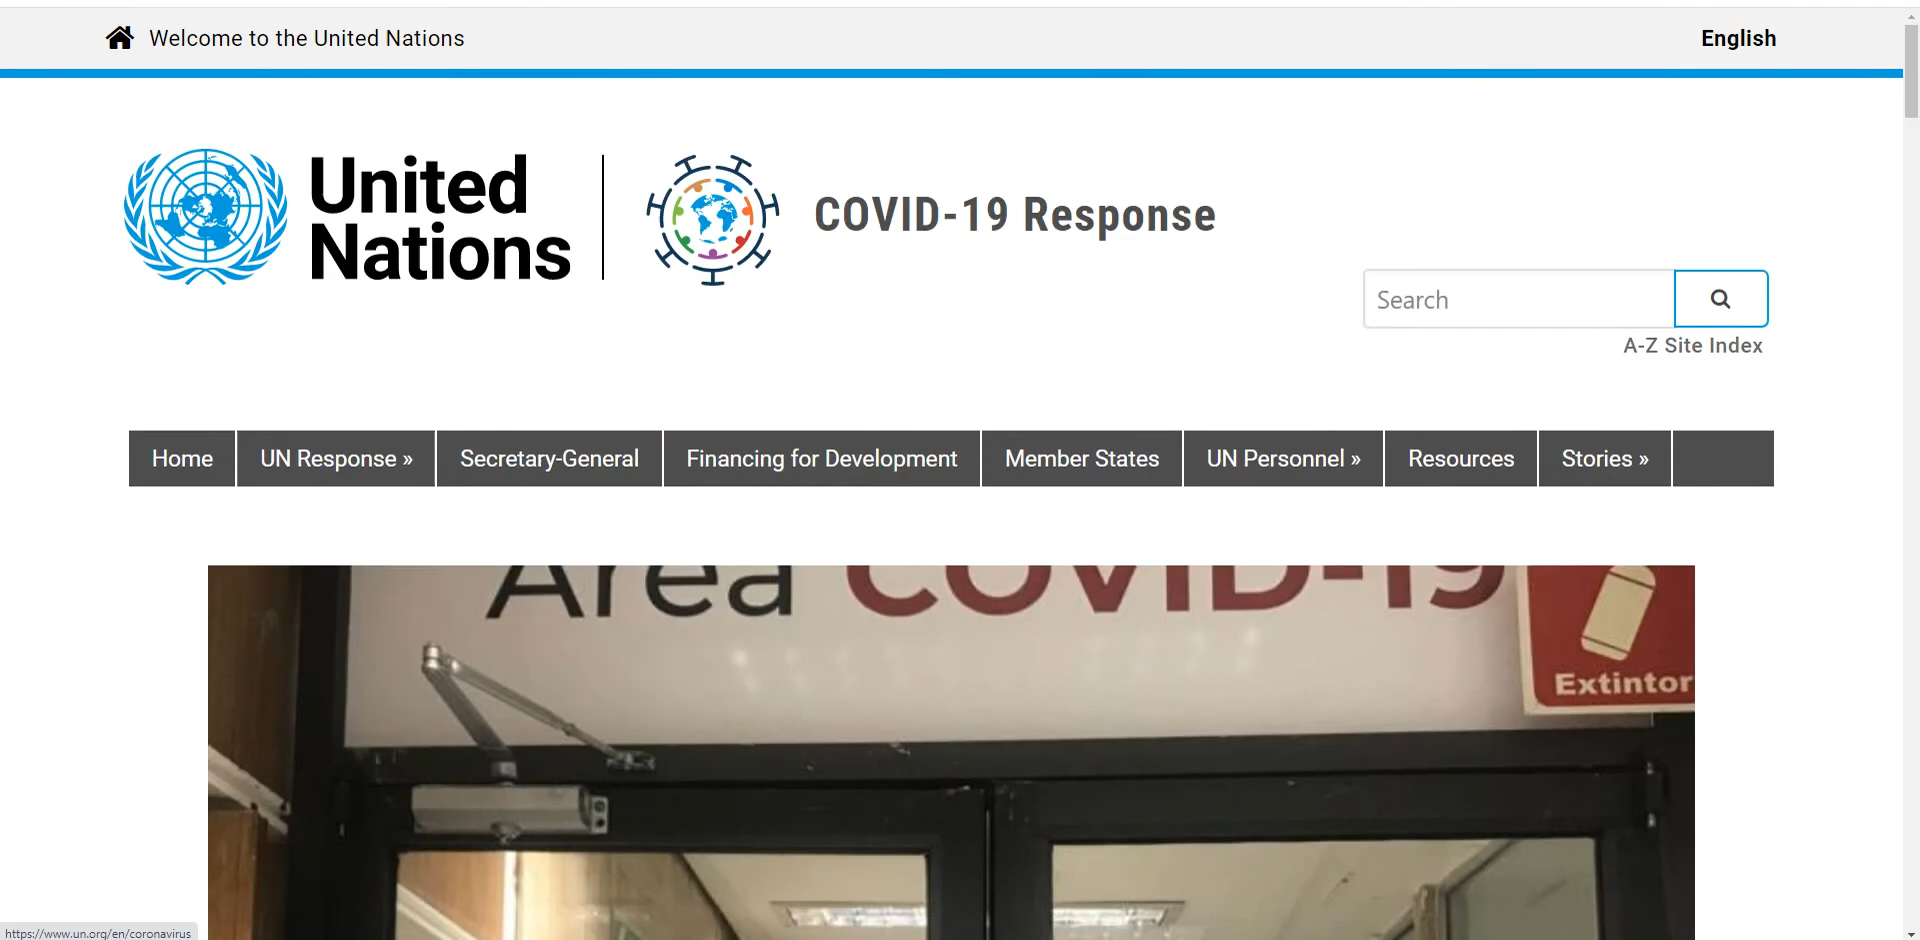 Welcome to the United Nations
English
United
Nations
COVID-19 Response
Search
A-Z Site Index
Home
UN Response »
Secretary-General
Financing for Development
Member States
UN Personnel »
Resources
Stories »
Area COVID-19
Extintor
https://www.un.org/en/coronavirus